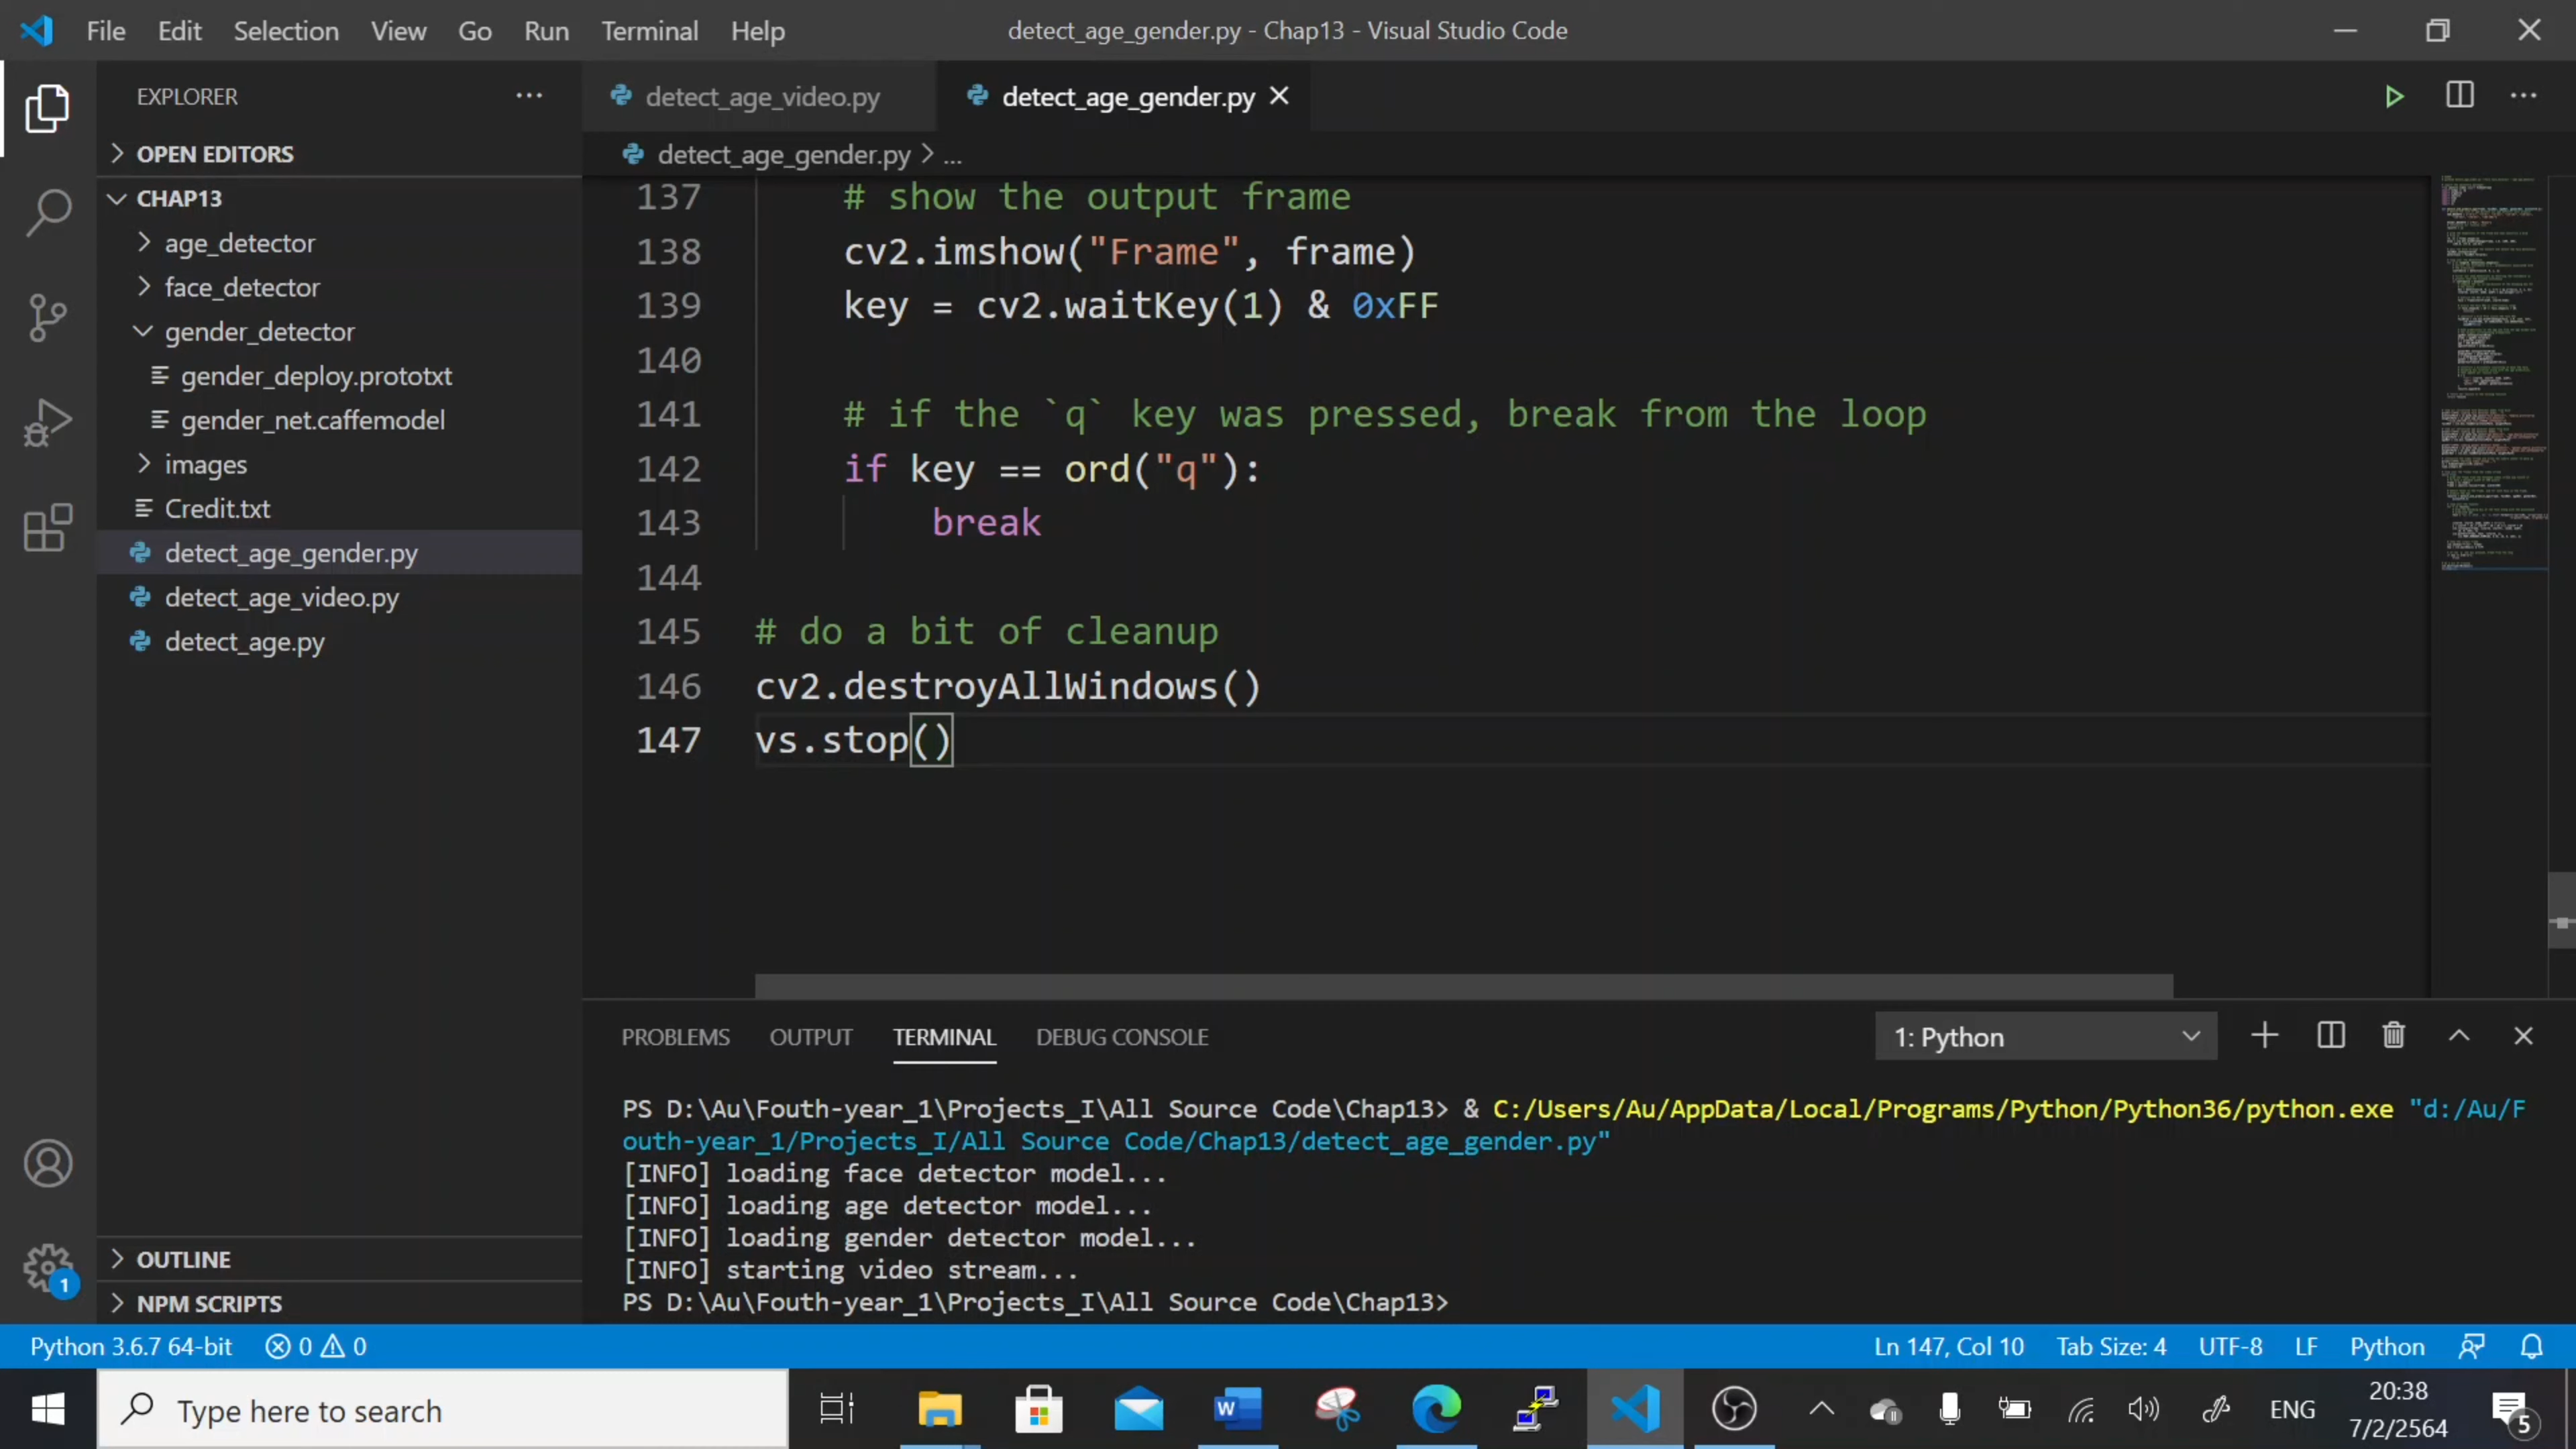 File Edit Selection View Go Run Terminal Help
detect_age_gender.py - Chap13 - Visual Studio Code
EXPLORER
OPEN EDITORS
CHAP13
age_detector
face_detector
gender_detector
gender_deploy.prototxt
gender_net.caffemodel
images
Credit.txt
detect_age_gender.py
detect_age_video.py
detect_age.py
OUTLINE
NPM SCRIPTS
detect_age_video.py
detect_age_gender.py
detect_age_gender.py > ...
137 # show the output frame
138 cv2.imshow("Frame", frame)
139 key = cv2.waitKey(1) & 0xFF
140
141 # if the `q` key was pressed, break from the loop
142 if key == ord("q"):
143 break
144
145 # do a bit of cleanup
146 cv2.destroyAllWindows()
147 vs.stop()
PROBLEMS OUTPUT TERMINAL DEBUG CONSOLE
1: Python
PS D:\Au\Fouth-year_1\Projects_I\All Source Code\Chap13> & C:/Users/Au/AppData/Local/Programs/Python/Python36/python.exe "d:/Au/F
outh-year_1/Projects_I/All Source Code/Chap13/detect_age_gender.py"
[INFO] loading face detector model...
[INFO] loading age detector model...
[INFO] loading gender detector model...
[INFO] starting video stream...
PS D:\Au\Fouth-year_1\Projects_I\All Source Code\Chap13>
1
Python 3.6.7 64-bit 0 0
Ln 147, Col 10 Tab Size: 4 UTF-8 LF Python
Type here to search
ENG
20:38
7/2/2564
5